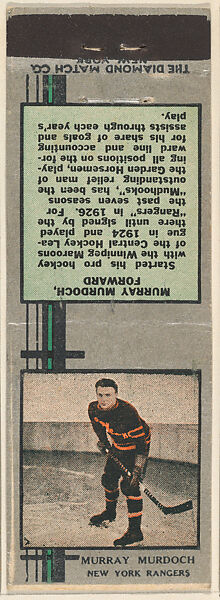 THE DIAMOND MATCH CO.
NEW YORK
MURRAY MURDOCH,
FORWARD
Started his pro hockey
with the Winnipeg Maroons
of the Central Hockey Lea-
gue in 1924 and played
there until signed by the
"Rangers" in 1926. For
the past seven seasons
"Mudhooks", has been the
outstanding relief man of
the Garden Horsemen, play-
ing all positions on the for-
ward line and accounting
for his share of goals and
assists through each year's
play.
MURRAY MURDOCH
NEW YORK RANGERS